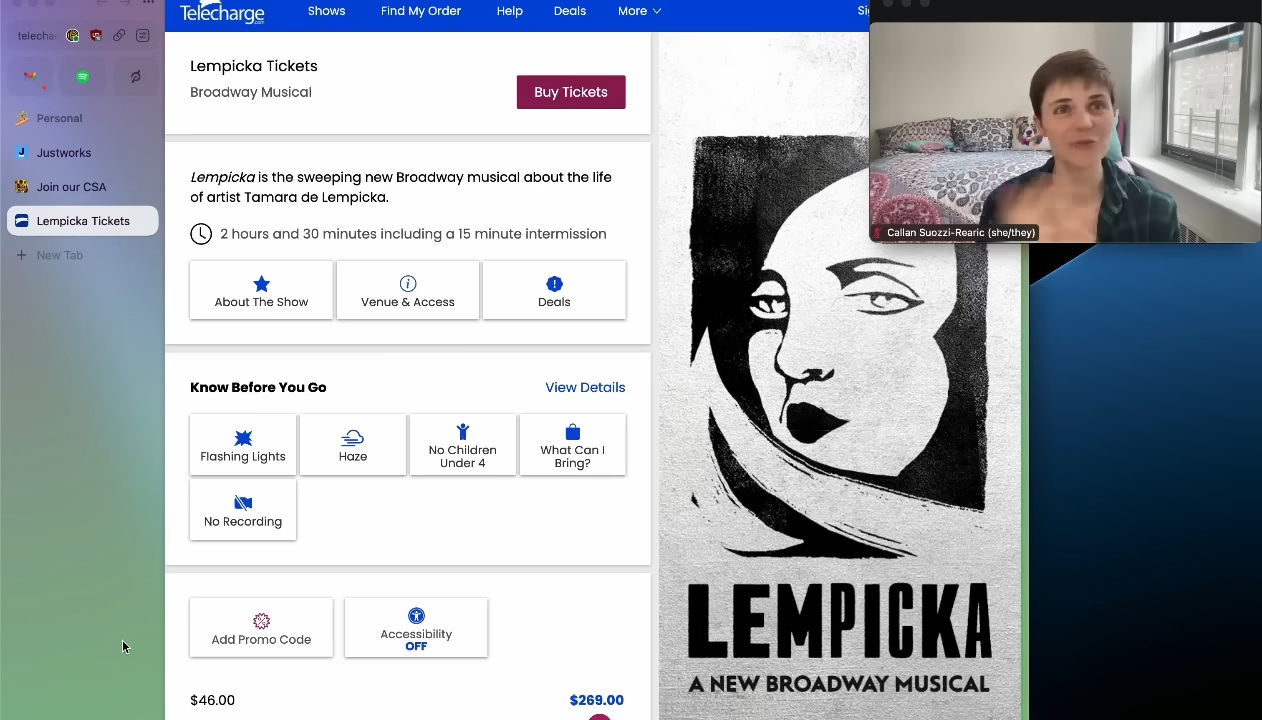 Telecharge
.com
Shows
Find My Order
Help
Deals
More
Si
telecha
Personal
Justworks
Join our CSA
Lempicka Tickets
New Tab
Lempicka Tickets
Broadway Musical
Buy Tickets
Lempicka is the sweeping new Broadway musical about the life
of artist Tamara de Lempicka.
2 hours and 30 minutes including a 15 minute intermission
About The Show
Venue & Access
Deals
Know Before You Go
View Details
Flashing Lights
Haze
No Children
Under 4
What Can I
Bring?
No Recording
Add Promo Code
Accessibility
OFF
$46.00
$269.00
Callan Suozzi-Rearic (she/they)
LEMPICKA
A NEW BROADWAY MUSICAL